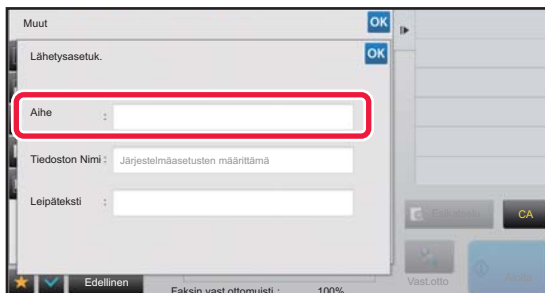 Muut
OK
Lähetysasetuk.
OK
Aihe :
Tiedoston Nimi : Järjestelmäasetusten määrittämä
Leipäteksti :
CA
Edellinen
Vast.otto
Faksin vast ottomuisti : 100%